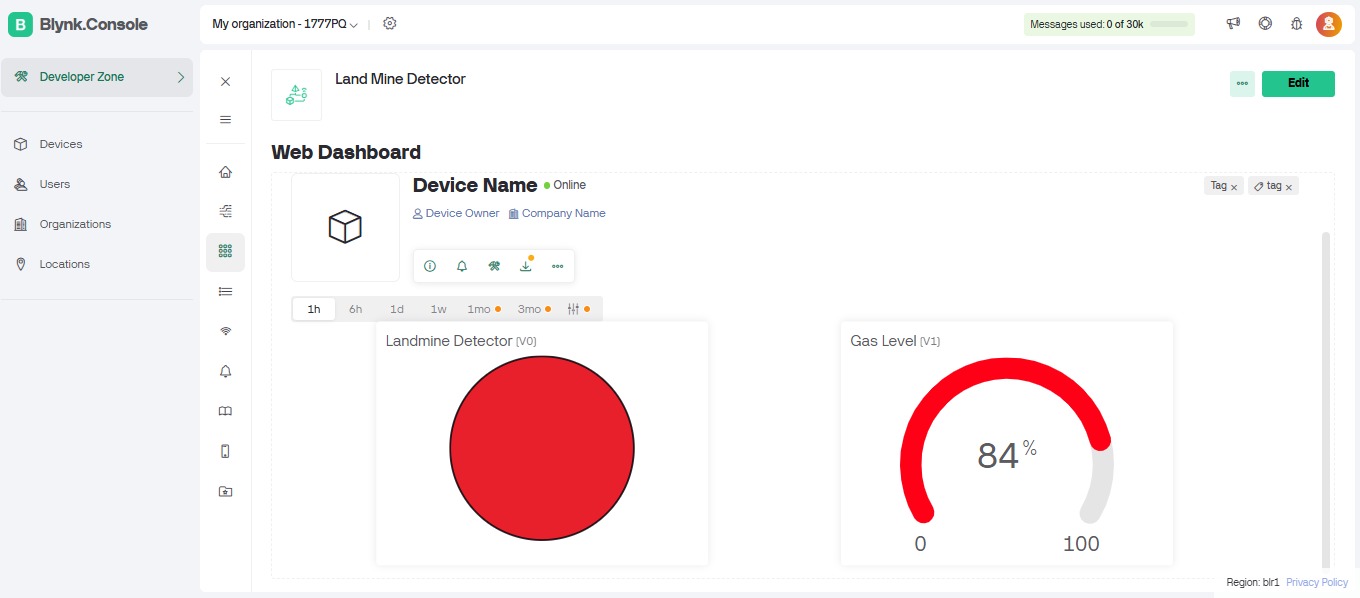 B Blynk.Console
My organization - 1777PQ
Messages used: 0 of 30k
Developer Zone
Devices
Users
Organizations
Locations
Land Mine Detector
Edit
Web Dashboard
Device Name Online
Tag × tag ×
Device Owner Company Name
1h 6h 1d 1w 1mo 3mo
Landmine Detector (V0)
Gas Level (V1)
84 %
0 100
Region: blr1 Privacy Policy